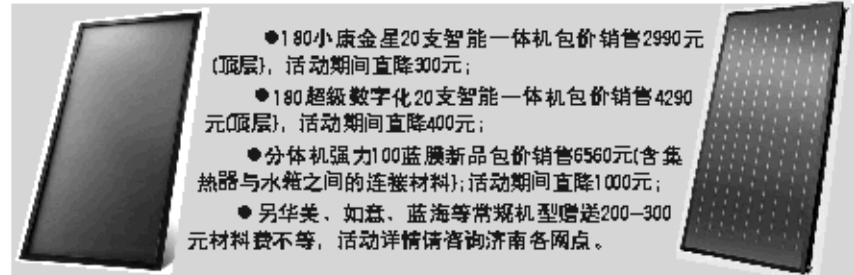 ●180小康金星20支智能一体机包价销售2990元
(顶层)，活动期间直降300元；
●180超级数字化20支智能一体机包价销售4290
元(顶层)，活动期间直降400元；
●分体机强力100蓝膜新品包价销售6560元(含集
热器与水箱之间的连接材料)；活动期间直降1000元；
●另华美、如意、蓝海等常规机型赠送200—300
元材料费不等，活动详情请咨询济南各网点。